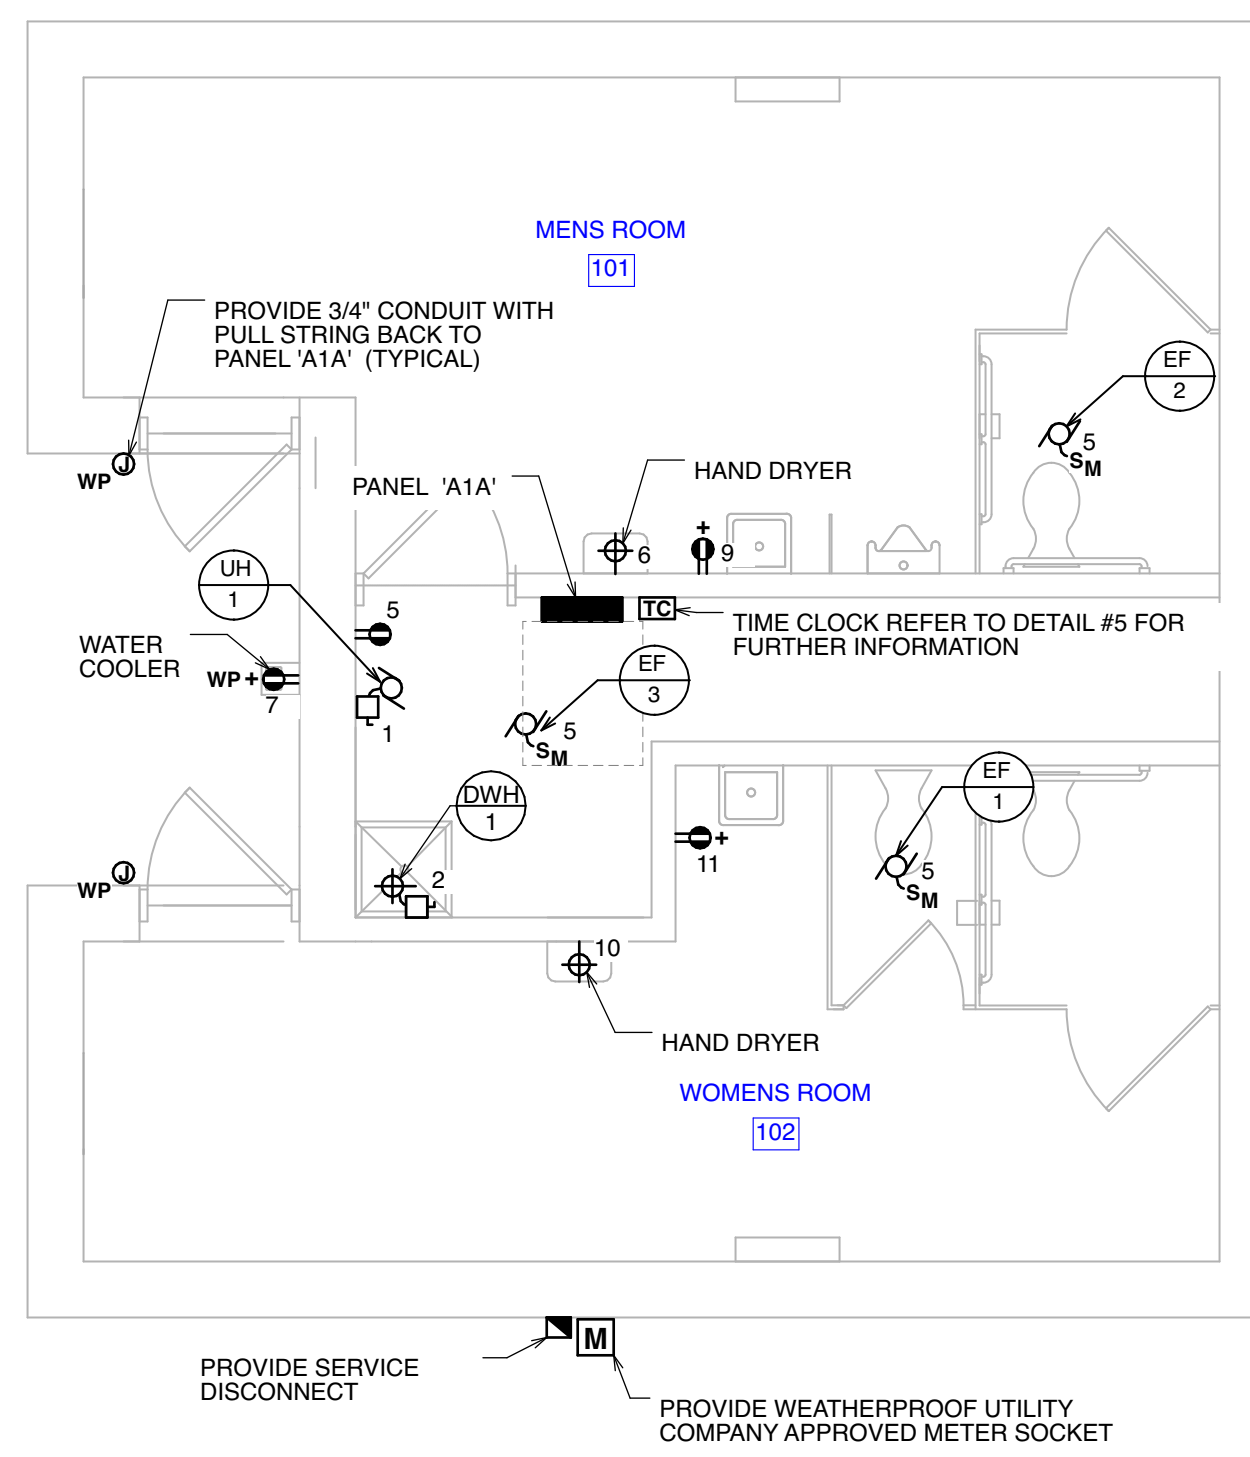 MENS ROOM
101
PROVIDE 3/4" CONDUIT WITH
PULL STRING BACK TO
PANEL 'A1A' (TYPICAL)
EF
2
5
SM
J
WP
PANEL 'A1A'
HAND DRYER
6
+
9
UH
1
5
TC
TIME CLOCK REFER TO DETAIL #5 FOR
FURTHER INFORMATION
WATER
COOLER
WP +
7
1
EF
3
5
SM
DWH
1
2
EF
1
5
SM
+
11
J
WP
10
HAND DRYER
WOMENS ROOM
102
M
PROVIDE SERVICE
DISCONNECT
PROVIDE WEATHERPROOF UTILITY
COMPANY APPROVED METER SOCKET